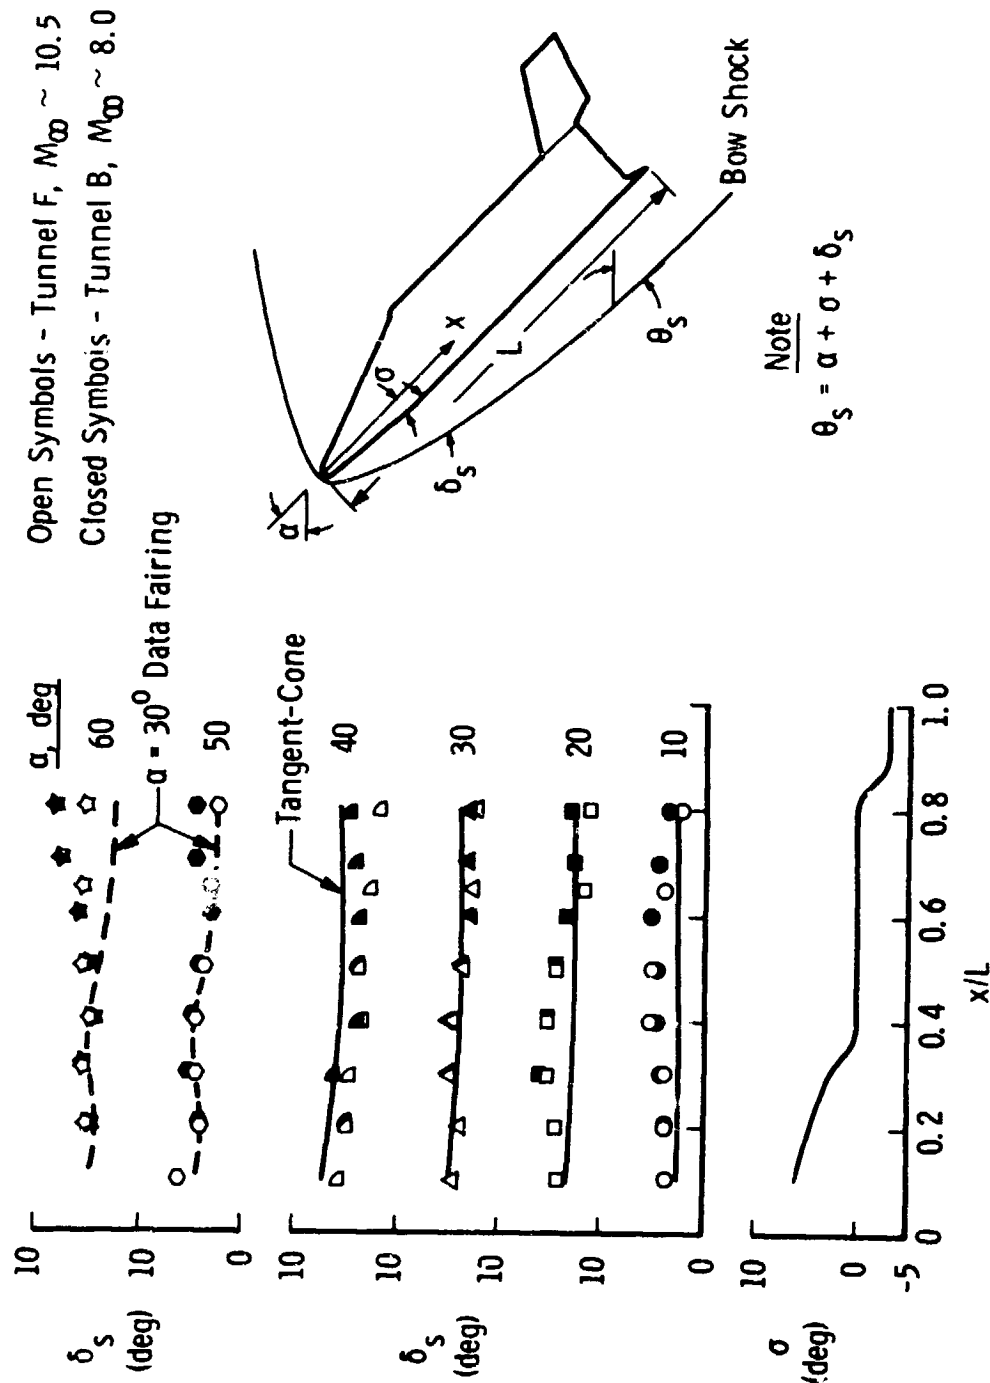 Open Symbols - Tunnel F, M∞ ~ 10.5
Closed Symbois - Tunnel B, M∞ ~ 8.0
α, deg
60
α = 30⁰ Data Fairing
50
10
10
0
δs
(deg)
Tangent-Cone
40
30
20
10
10
10
10
10
0
δs
(deg)
10
0
-5
σ
(deg)
0
0.2
0.4
0.6
0.8
1.0
x/L
α
δs
σ
X
L
θs
Bow Shock
Note
θs = α + σ + δs